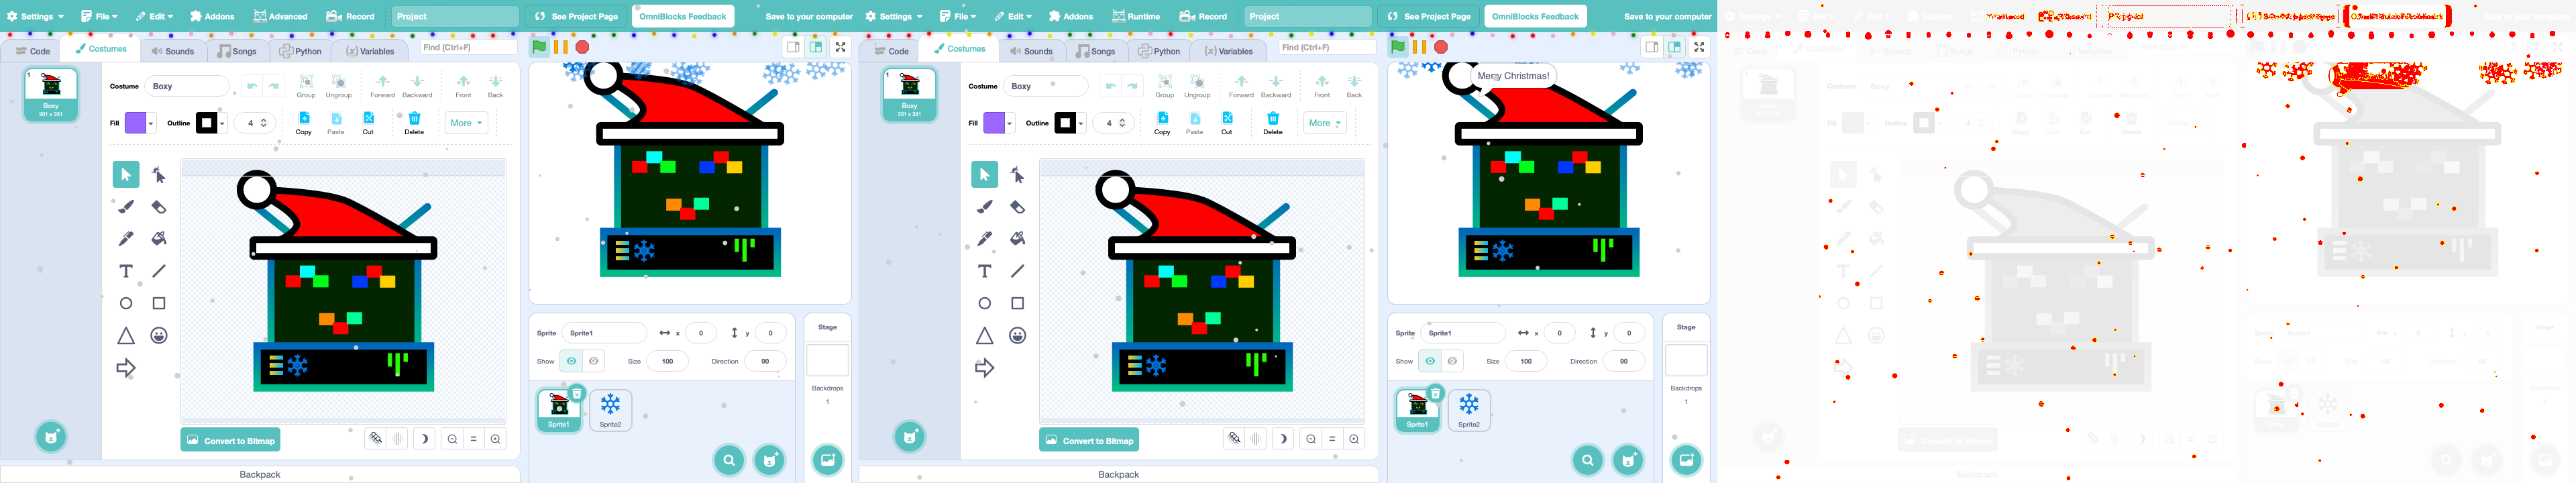 Settings File Edit Addons Advanced Record Project See Project Page OmniBlocks Feedback Save to your computer
Code Costumes Sounds Songs Python Variables Find (Ctrl+F)
1
Boxy
301 x 331
Costume Boxy Group Ungroup Forward Backward Front Back
Fill Outline 4 Copy Paste Cut Delete More
Convert to Bitmap
Backpack
Sprite Sprite1 x 0 y 0
Show Size 100 Direction 90
Stage
Backdrops
1
Sprite1 Sprite2
Settings File Edit Addons Runtime Record Project See Project Page OmniBlocks Feedback Save to your computer
Code Costumes Sounds Songs Python Variables Find (Ctrl+F)
Merry Christmas!
1
Boxy
301 x 331
Costume Boxy Group Ungroup Forward Backward Front Back
Fill Outline 4 Copy Paste Cut Delete More
Convert to Bitmap
Backpack
Sprite Sprite1 x 0 y 0
Show Size 100 Direction 90
Stage
Backdrops
1
Sprite1 Sprite2
Backpack